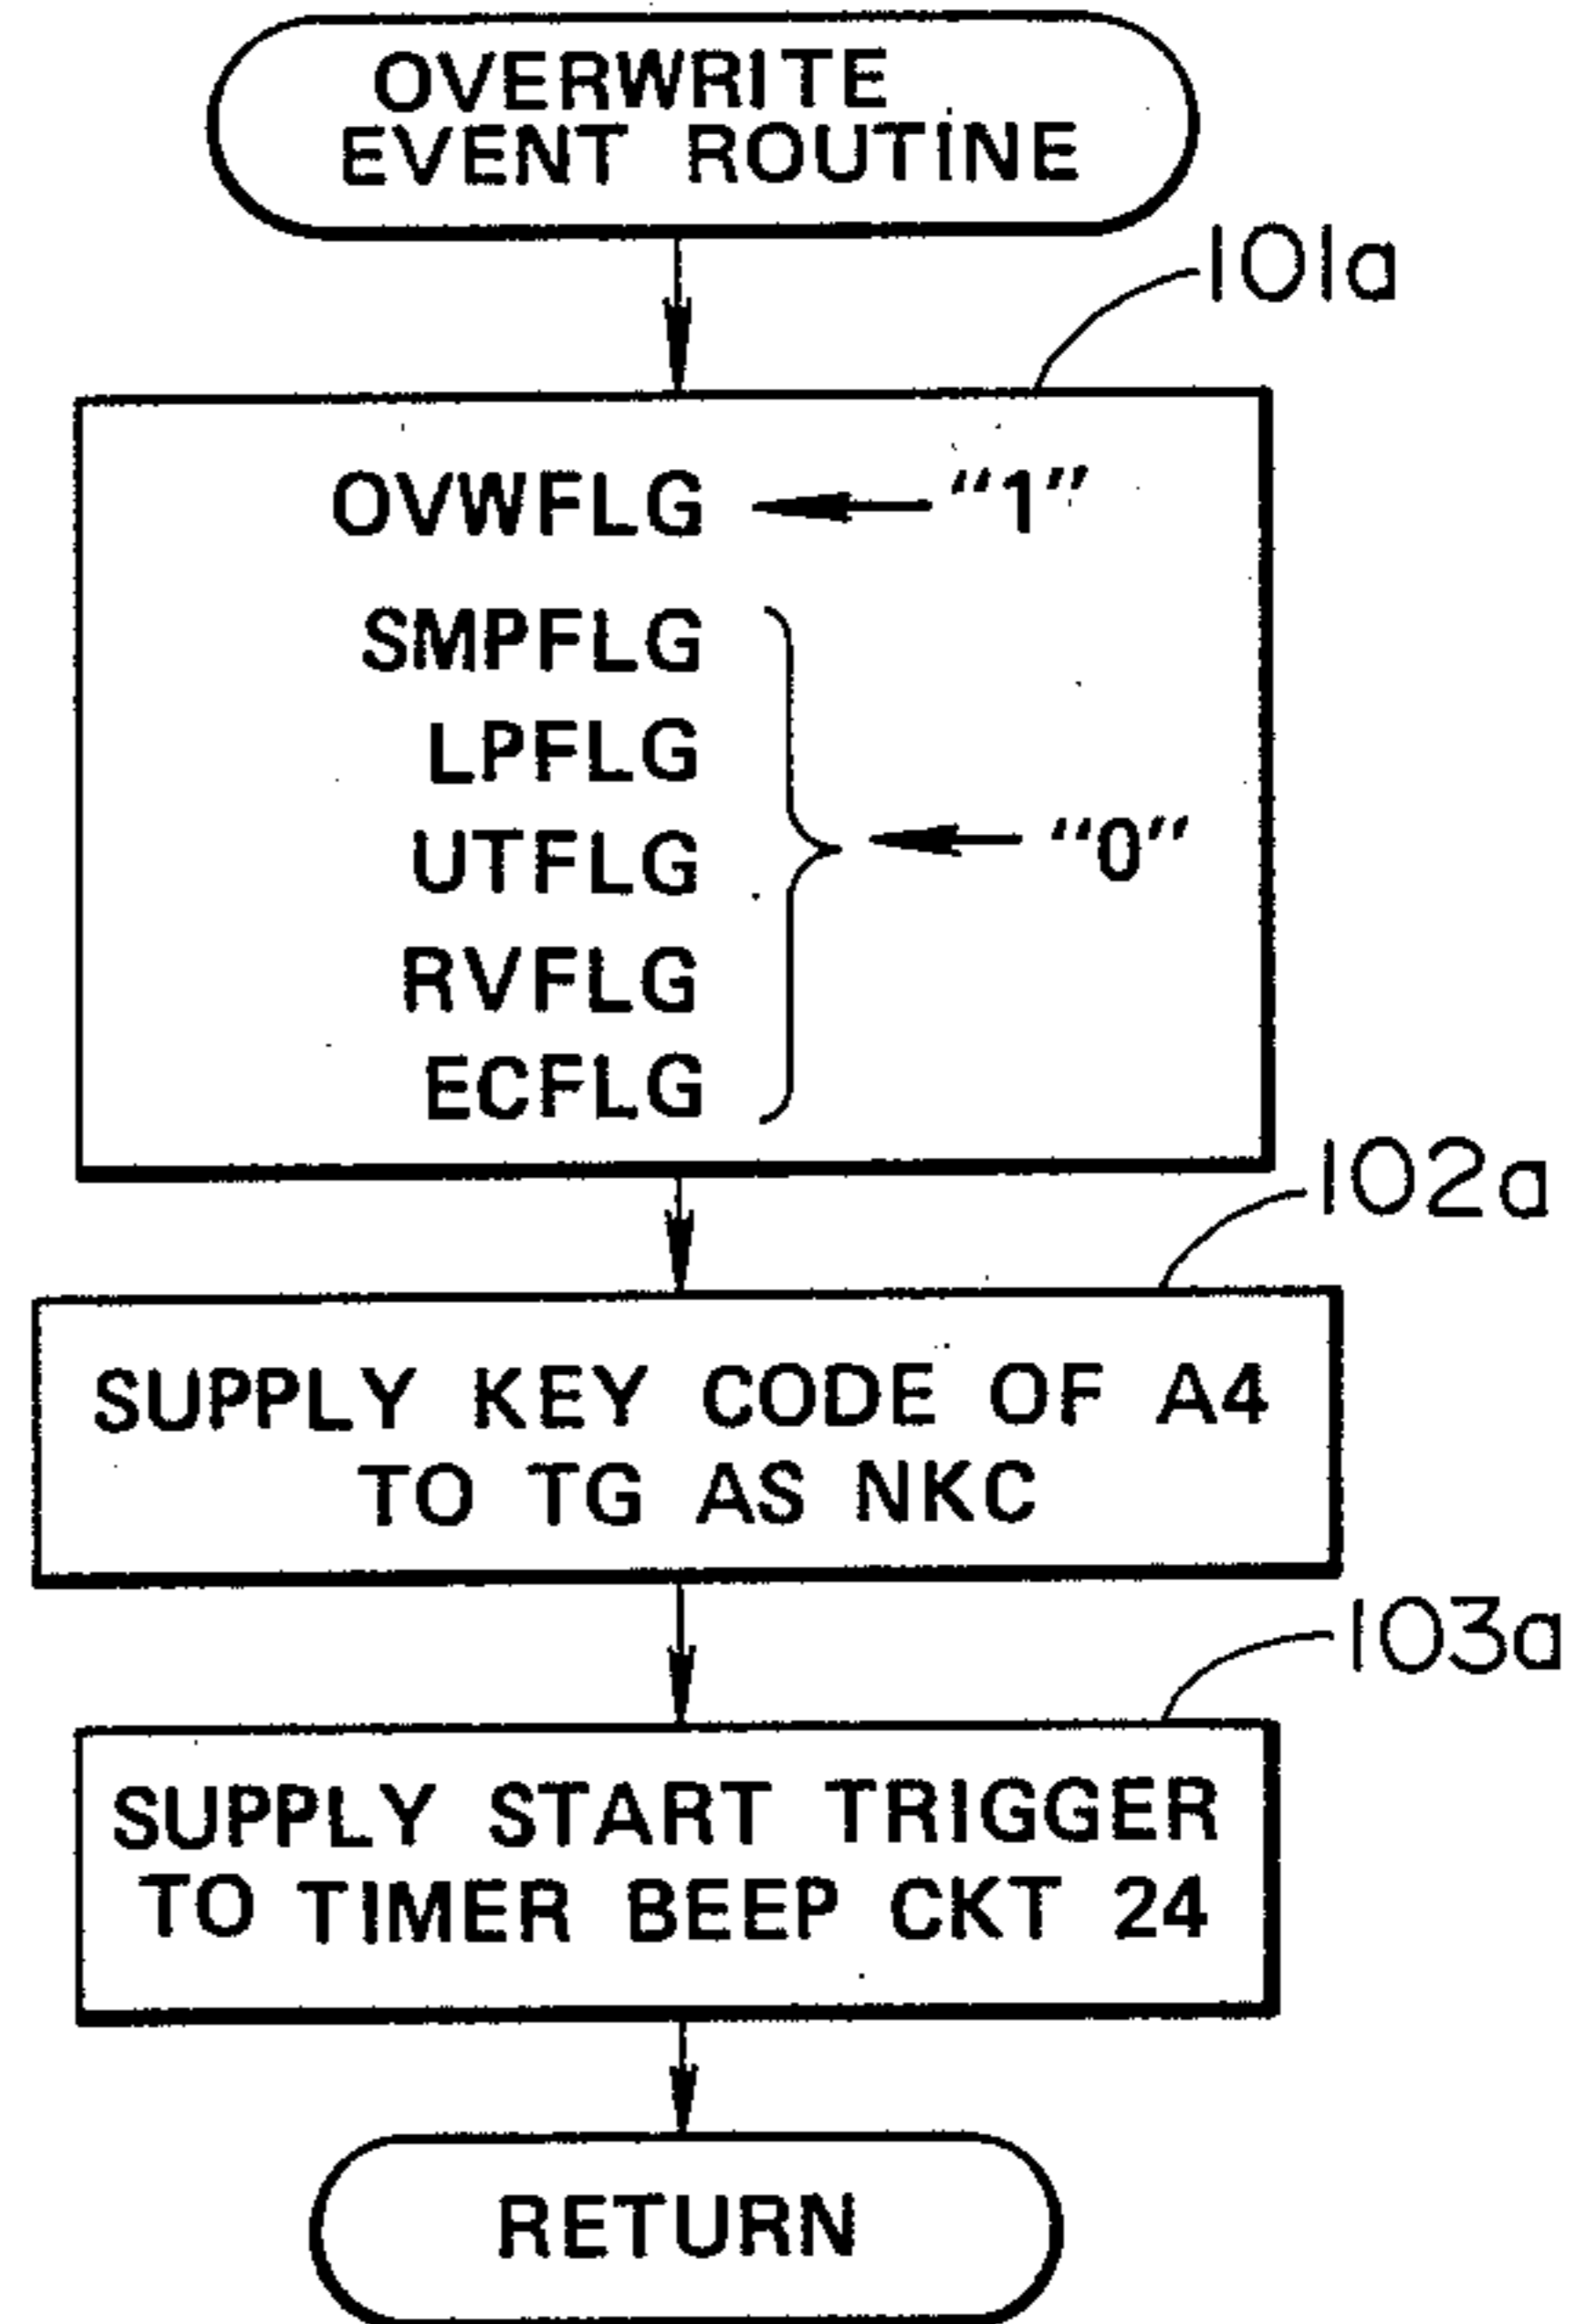 OVERWRITE
EVENT ROUTINE
101a
OVWFLG ← "1"
SMPFLG
LPFLG
UTFLG
← "0"
RVFLG
ECFLG
102a
SUPPLY KEY CODE OF A4
TO TG AS NKC
103a
SUPPLY START TRIGGER
TO TIMER BEEP CKT 24
RETURN